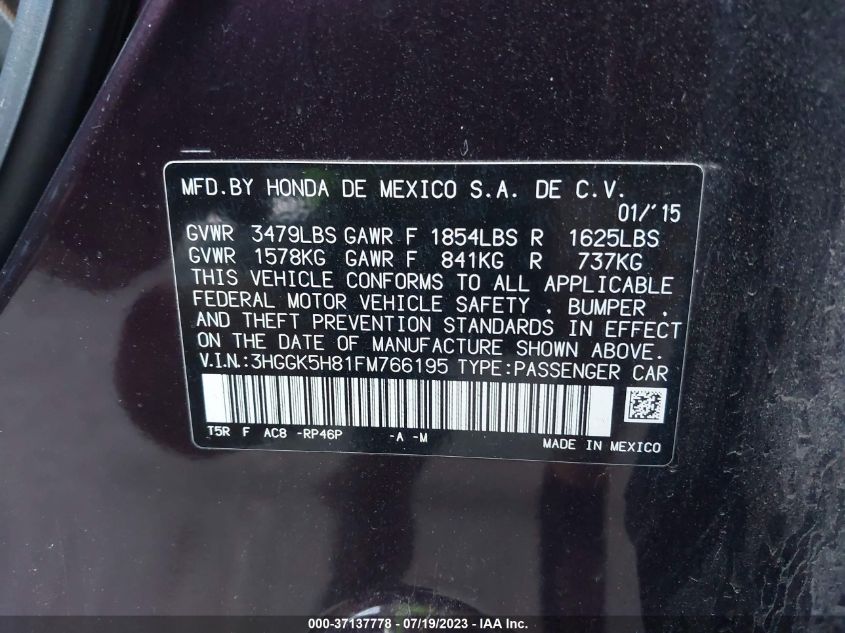 MFD.BY HONDA DE MEXICO S.A. DE C.V.
01/'15
GVWR 3479LBS GAWR F 1854LBS R 1625LBS
GVWR 1578KG GAWR F 841KG R 737KG
THIS VEHICLE CONFORMS TO ALL APPLICABLE
FEDERAL MOTOR VEHICLE SAFETY , BUMPER ,
AND THEFT PREVENTION STANDARDS IN EFFECT
ON THE DATE OF MANUFACTURE SHOWN ABOVE.
V.I.N.:3HGGK5H81FM766195 TYPE:PASSENGER CAR
T5R F AC8 -RP46P -A -M MADE IN MEXICO
000-37137778 - 07/19/2023 - IAA Inc.